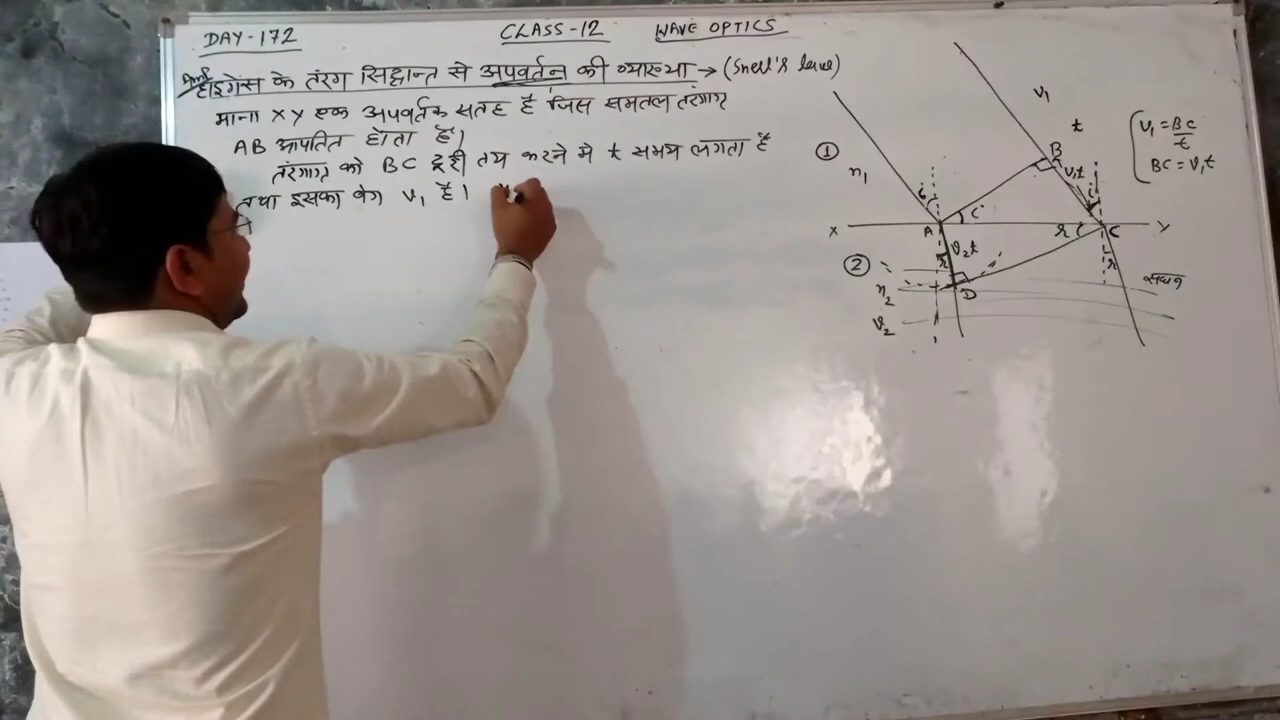 DAY-172 CLASS-12 WAVE OPTICS
हाइगेंस के तरंग सिद्धान्त से अपवर्तन की व्याख्या → (Snell's law)
माना XY एक अपवर्तक सतह है जिस समतल तरंगाग्र
AB आपतित होता है।
तरंगाग्र को BC दूरी तय करने मे t समय लगता है
तथा इसका वेग v₁ है।
v₁
t
B
v₁t
①
n₁
i
i
i
X A r C Y
v₂t
r
r
②
n₂
D
सघन
v₂
v₁ = BC/t
BC = v₁t